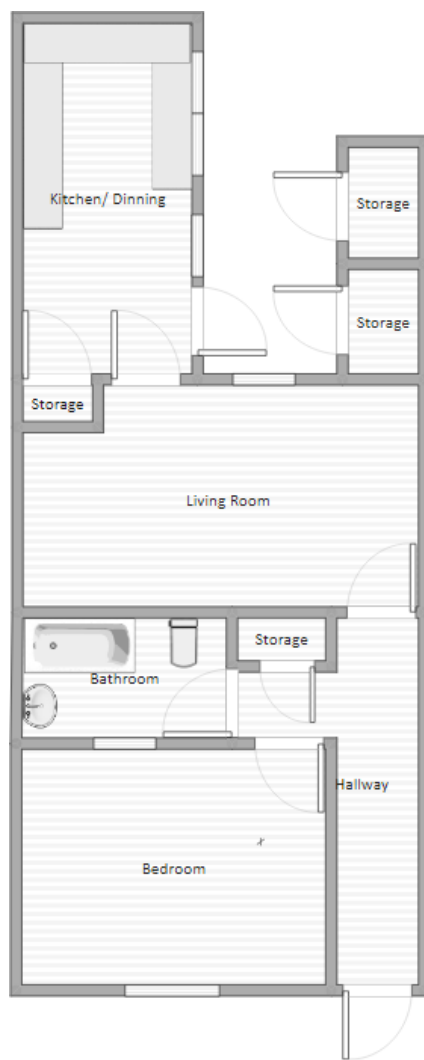 Kitchen/ Dinning
Storage
Storage
Storage
Living Room
Storage
Bathroom
Hallway
Bedroom